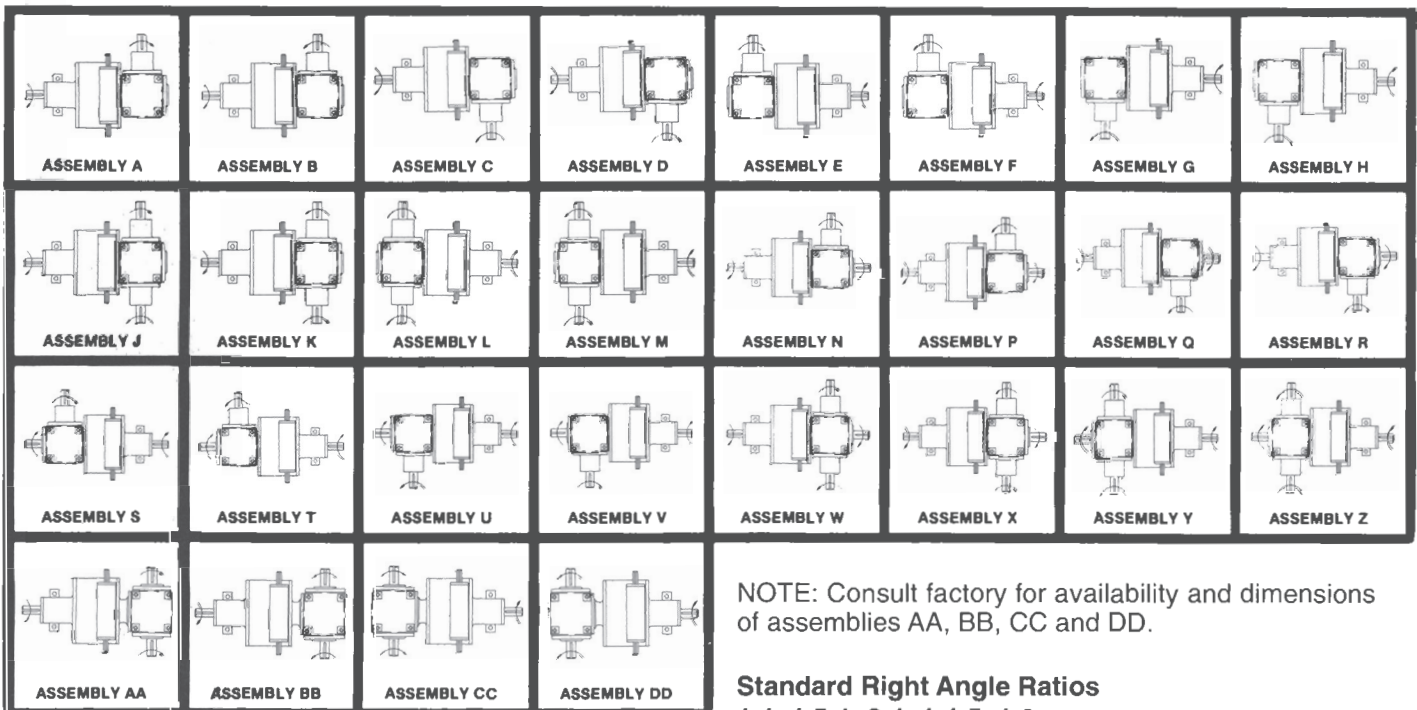 ASSEMBLY A
ASSEMBLY B
ASSEMBLY C
ASSEMBLY D
ASSEMBLY E
ASSEMBLY F
ASSEMBLY G
ASSEMBLY H
ASSEMBLY J
ASSEMBLY K
ASSEMBLY L
ASSEMBLY M
ASSEMBLY N
ASSEMBLY P
ASSEMBLY Q
ASSEMBLY R
ASSEMBLY S
ASSEMBLY T
ASSEMBLY U
ASSEMBLY V
ASSEMBLY W
ASSEMBLY X
ASSEMBLY Y
ASSEMBLY Z
ASSEMBLY AA
ASSEMBLY BB
ASSEMBLY CC
ASSEMBLY DD
NOTE: Consult factory for availability and dimensions
of assemblies AA, BB, CC and DD.
Standard Right Angle Ratios